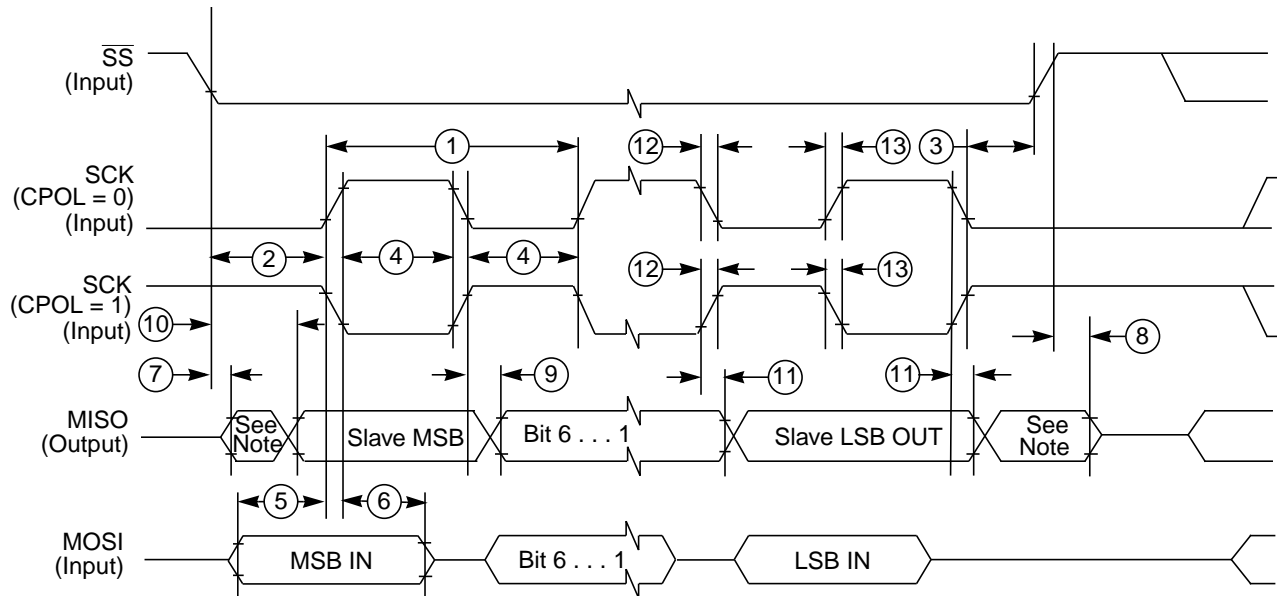 SS
(Input)
1
12
13
3
SCK
(CPOL = 0)
(Input)
2
4
4
12
13
SCK
(CPOL = 1)
(Input)
10
8
7
9
11
11
MISO
(Output)
See
Note
Slave MSB
Bit 6 . . . 1
Slave LSB OUT
See
Note
5
6
MOSI
(Input)
MSB IN
Bit 6 . . . 1
LSB IN